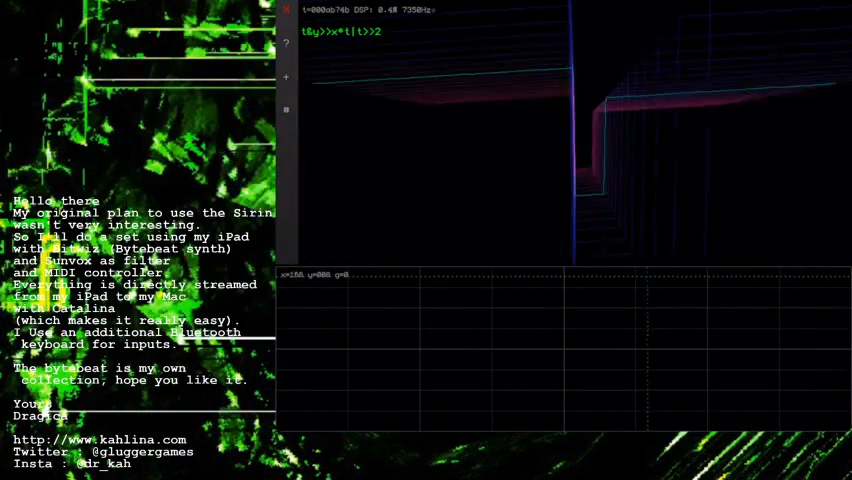 t=000ab74b DSP: 0.4% 7350Hz=
t&y>>x*t|t>>2
x=166 y=088 g=0
Hello there
My original plan to use the Sirin
wasn't very interesting.
So I'll do a set using my iPad
with Bitwiz (Bytebeat synth)
and Sunvox as filter
and MIDI controller.
Everything is directly streamed
from my iPad to my Mac
with Catalina
(which makes it really easy).
I Use an additional Bluetpoth
keyboard for inputs.
The bytebeat is my own
collection, hope you like it.
Yours
Dragica
http://www.kahlina.com
Twitter : @gluggergames
Insta : @dr_kah